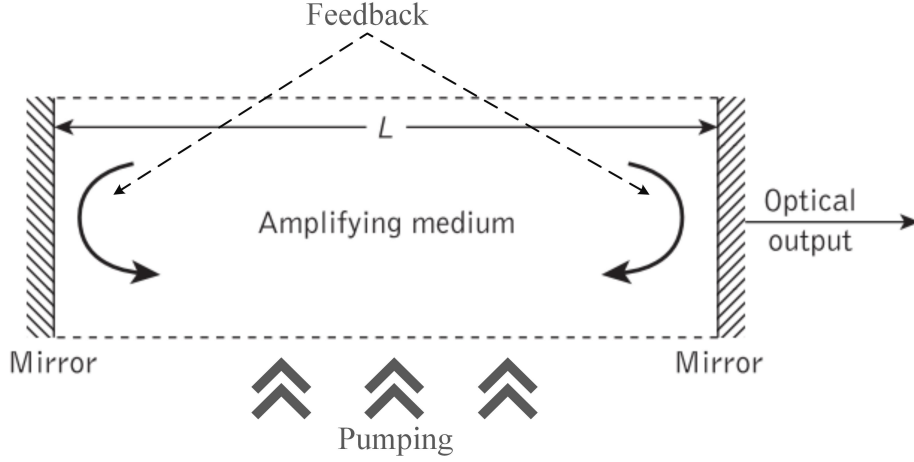 Feedback
L
Amplifying medium
Optical
output
Mirror
Mirror
Pumping